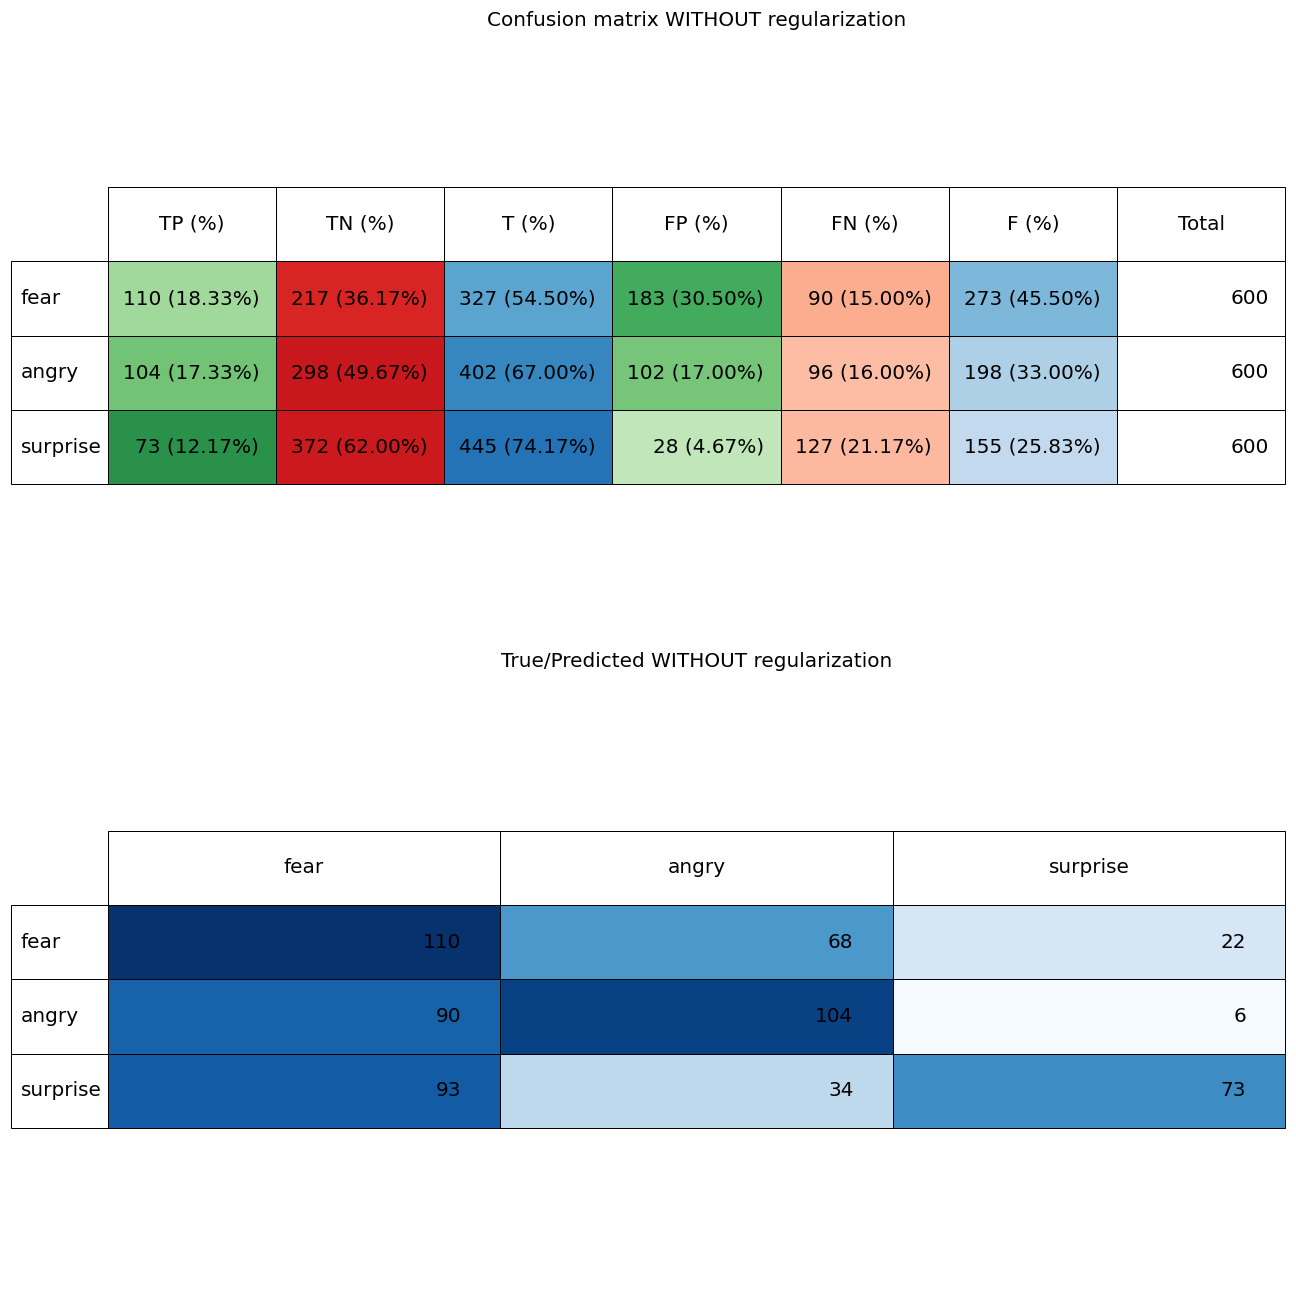 Confusion matrix WITHOUT regularization
TP (%) TN (%) T (%) FP (%) FN (%) F (%) Total
fear 110 (18.33%) 217 (36.17%) 327 (54.50%) 183 (30.50%) 90 (15.00%) 273 (45.50%) 600
angry 104 (17.33%) 298 (49.67%) 402 (67.00%) 102 (17.00%) 96 (16.00%) 198 (33.00%) 600
surprise 73 (12.17%) 372 (62.00%) 445 (74.17%) 28 (4.67%) 127 (21.17%) 155 (25.83%) 600
True/Predicted WITHOUT regularization
fear angry surprise
fear 110 68 22
angry 90 104 6
surprise 93 34 73